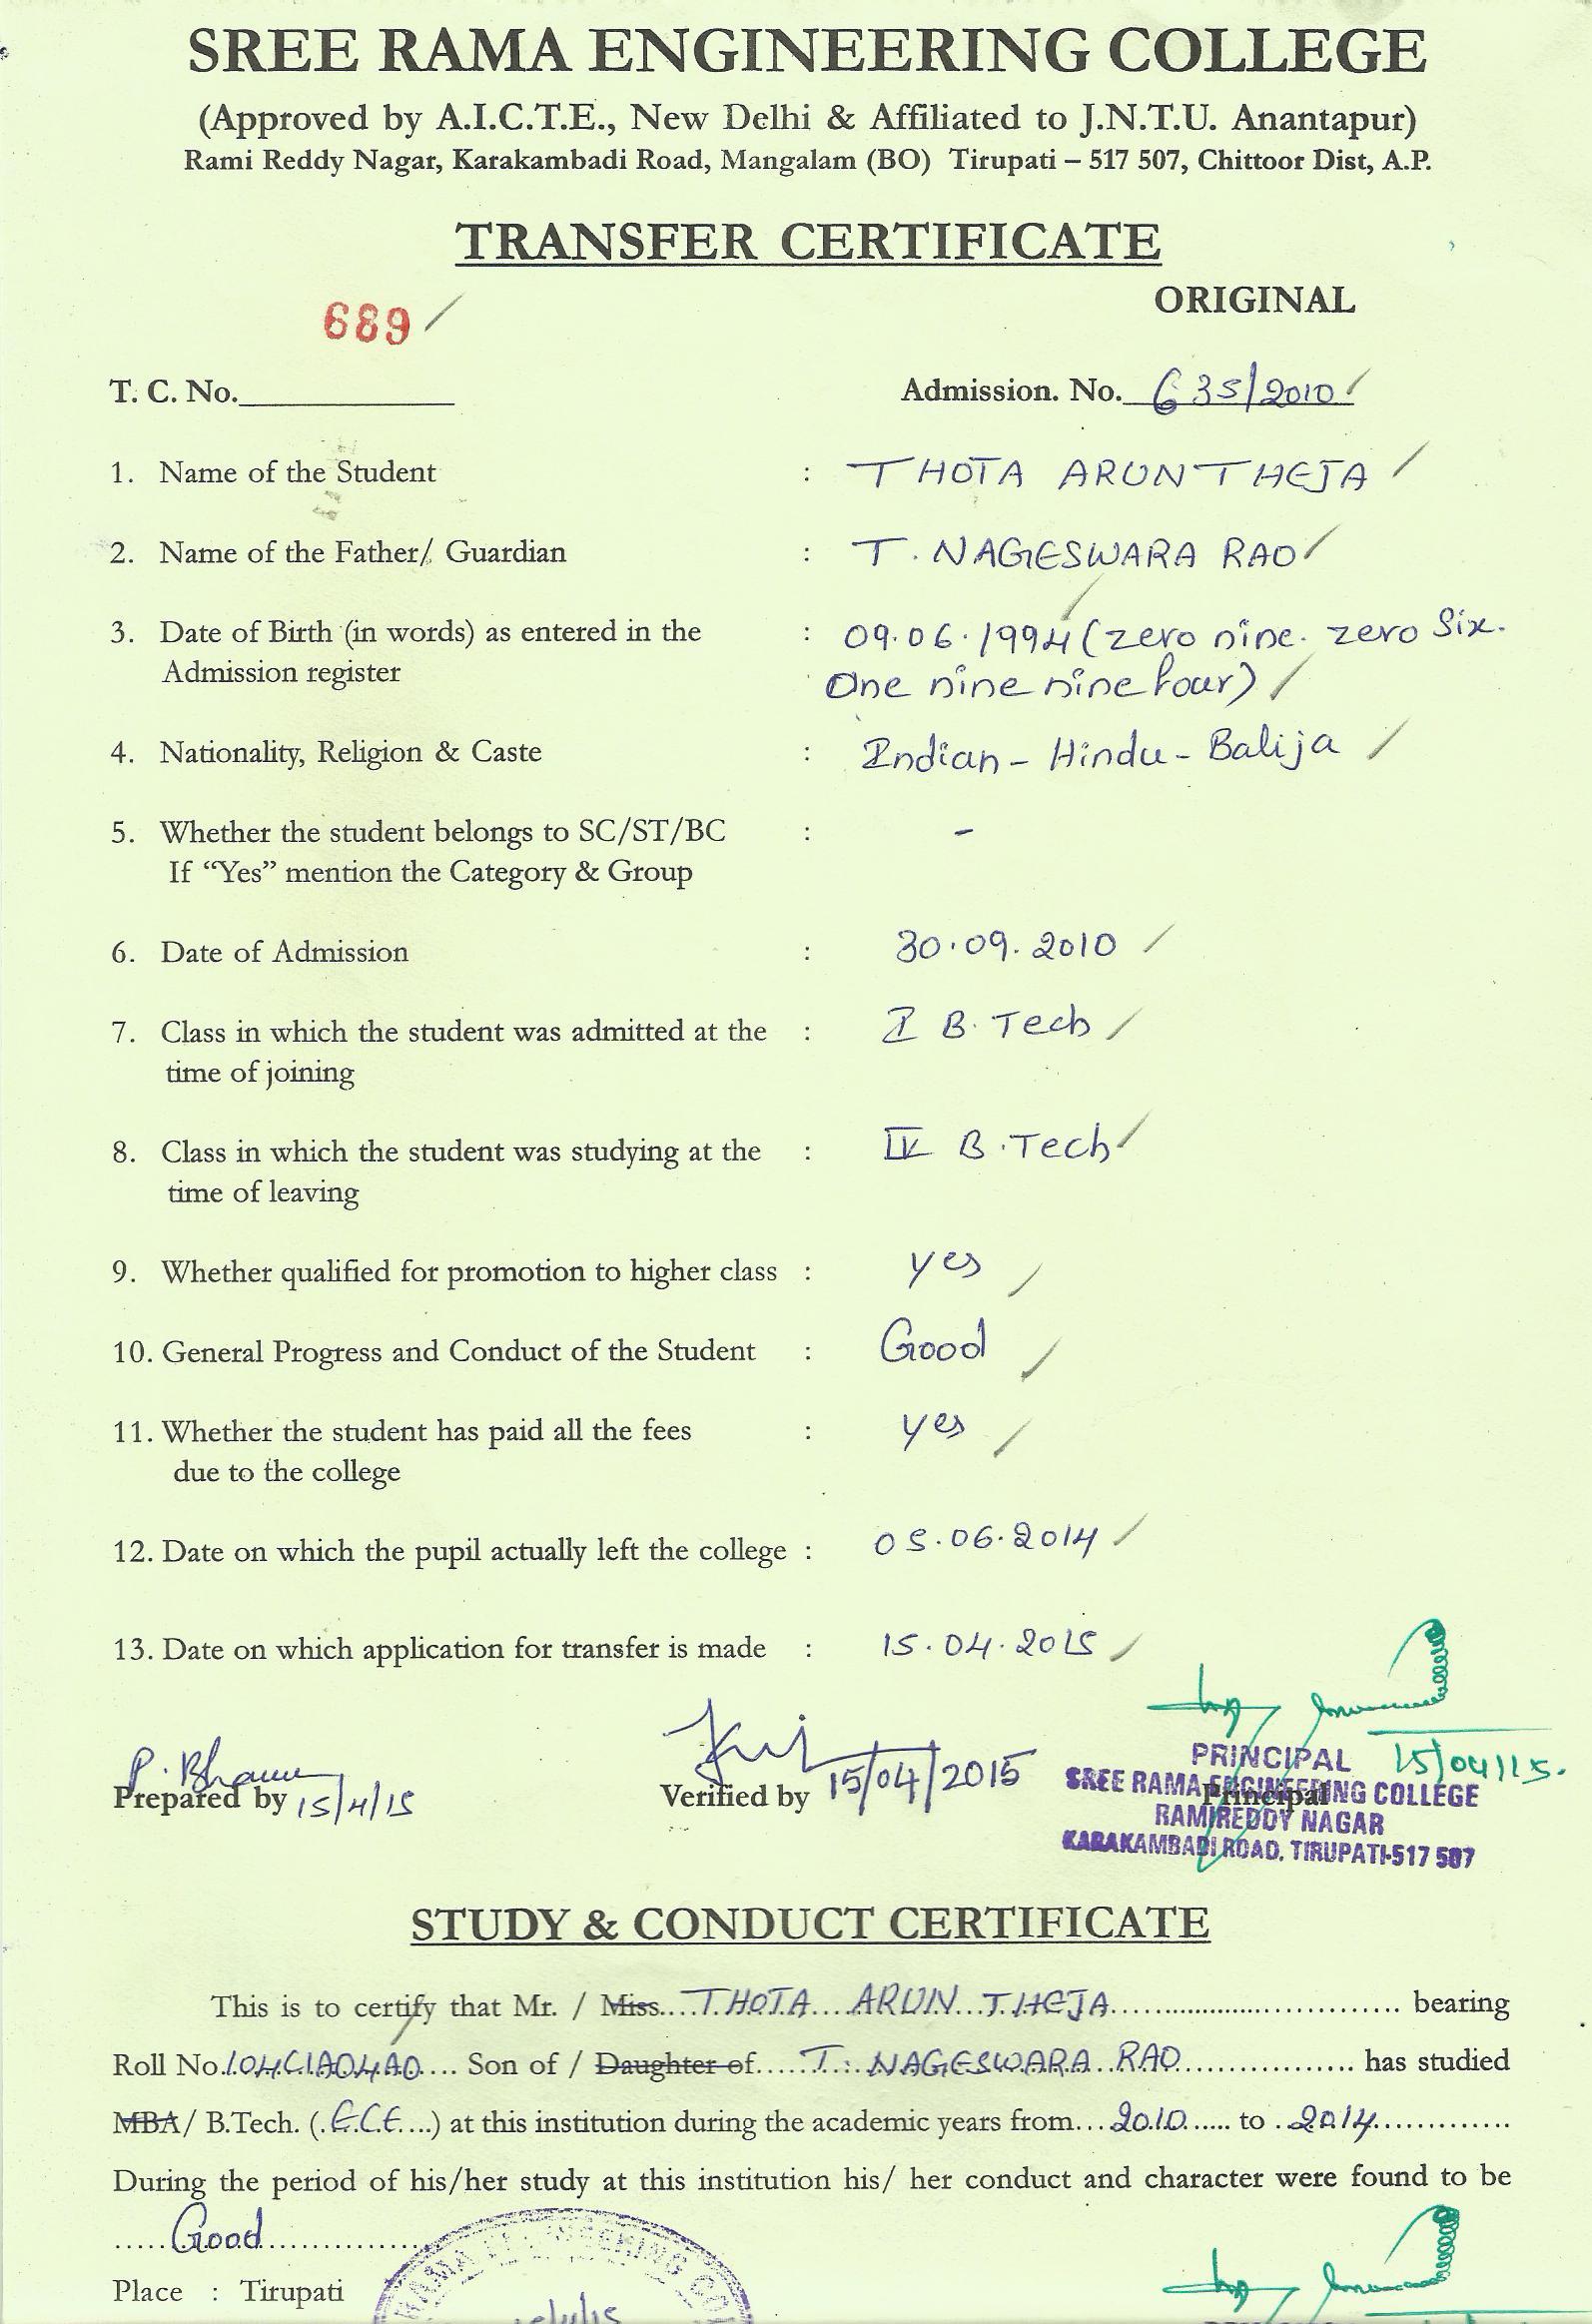 SREE RAMA ENGINEERING COLLEGE
(Approved by A.I.C.T.E., New Delhi & Affiliated to J.N.T.U. Anantapur)
Rami Reddy Nagar, Karakambadi Road, Mangalam (BO) Tirupati – 517 507, Chittoor Dist, A.P.
TRANSFER CERTIFICATE
ORIGINAL
689
T. C. No. Admission. No. 635/2010
1. Name of the Student : THOTA ARUN THEJA
2. Name of the Father/ Guardian : T. NAGESWARA RAO
3. Date of Birth (in words) as entered in the : 09.06.1994 (zero nine. zero Six.
Admission register One nine nine four)
4. Nationality, Religion & Caste : Indian - Hindu - Balija
5. Whether the student belongs to SC/ST/BC : -
If “Yes” mention the Category & Group
6. Date of Admission : 30.09.2010
7. Class in which the student was admitted at the : I B.Tech
time of joining
8. Class in which the student was studying at the : IV B.Tech
time of leaving
9. Whether qualified for promotion to higher class : yes
10. General Progress and Conduct of the Student : Good
11. Whether the student has paid all the fees : yes
due to the college
12. Date on which the pupil actually left the college : 05.06.2014
13. Date on which application for transfer is made : 15.04.2015
Prepared by 15/4/15 Verified by 15/04/2015 Principal 15/04/15.
PRINCIPAL
SREE RAMA ENGINEERING COLLEGE
RAMIREDDY NAGAR
KARAKAMBADI ROAD, TIRUPATI-517 507
STUDY & CONDUCT CERTIFICATE
This is to certify that Mr. / Miss. THOTA ARUN THEJA bearing
Roll No. 104C1A04A0 Son of / Daughter of T. NAGESWARA RAO has studied
MBA/ B.Tech. (E.C.E) at this institution during the academic years from 2010 to 2014
During the period of his/her study at this institution his/ her conduct and character were found to be
Good
Place : Tirupati